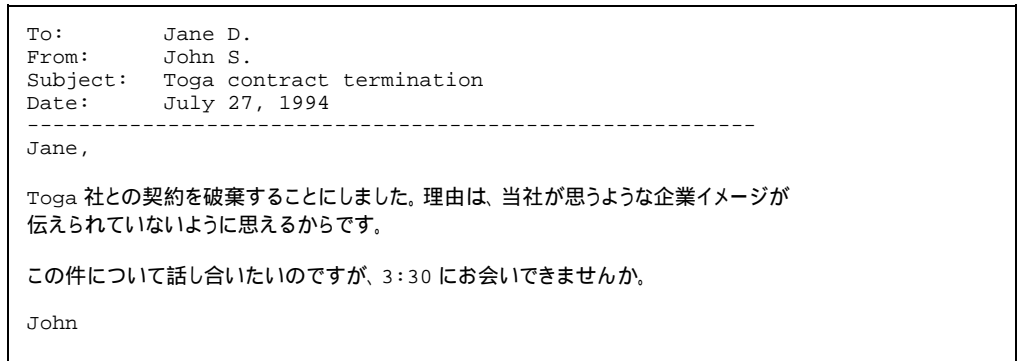 To: Jane D.
From: John S.
Subject: Toga contract termination
Date: July 27, 1994
---------------------------------------------------------
Jane,
Toga 社との契約を破棄することにしました。理由は、当社が思うような企業イメージが
伝えられていないように思えるからです。
この件について話し合いたいのですが、3:30 にお会いできませんか。
John